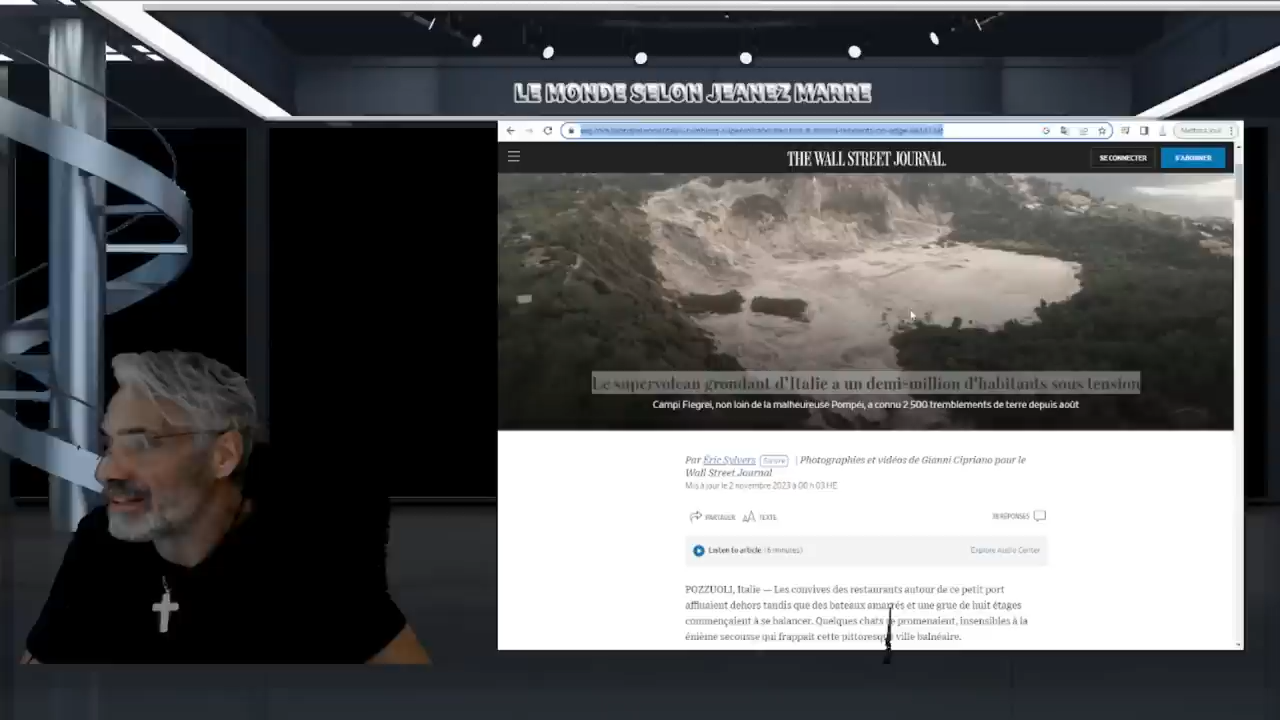 LE MONDE SELON JEANEZ MARRE
THE WALL STREET JOURNAL.
SE CONNECTER
S'ABONNER
Le supervolcan grondant d'Italie a un demi-million d'habitants sous tension
Campi Flegrei, non loin de la malheureuse Pompéi, a connu 2 500 tremblements de terre depuis août
Par Éric Sylvers Suivre | Photographies et vidéos de Gianni Cipriano pour le
Wall Street Journal
Mis à jour le 2 novembre 2023 à 00 h 03 HE
PARTAGER
TEXTE
RÉPONSES
Listen to article (6 minutes)
Explore Audio Center
POZZUOLI, Italie — Les convives des restaurants autour de ce petit port
affluaient dehors tandis que des bateaux amarrés et une grue de huit étages
commençaient à se balancer. Quelques chats se promenaient, insensibles à la
énième secousse qui frappait cette pittoresque ville balnéaire.